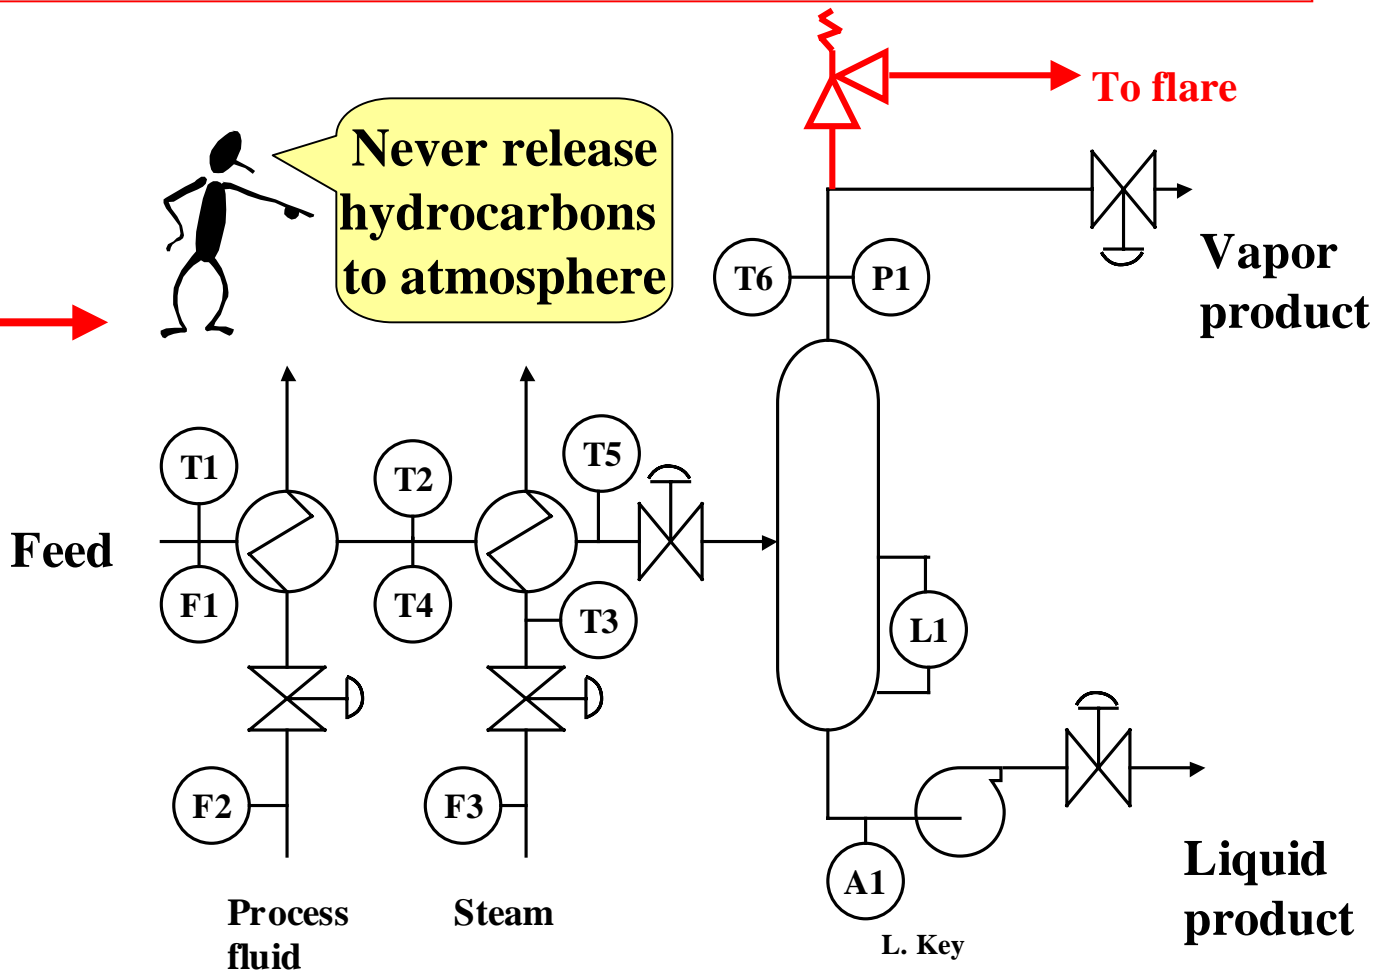 To flare
Never release
hydrocarbons
to atmosphere
T6
P1
Vapor
product
T1
T2
T5
Feed
F1
T4
T3
L1
F2
F3
A1
Process
fluid
Steam
L. Key
Liquid
product